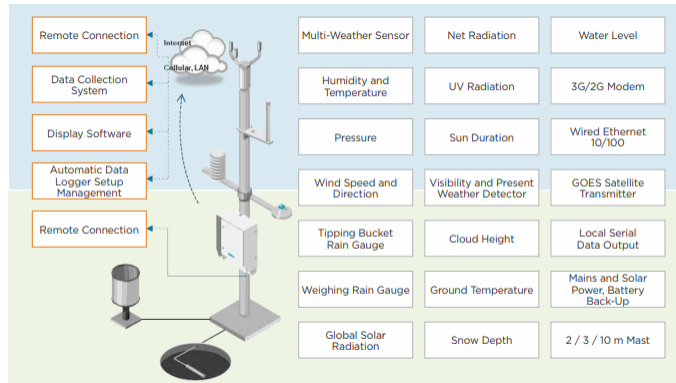 Remote Connection
Data Collection
System
Display Software
Automatic Data
Logger Setup
Management
Remote Connection
Internet
Cellular, LAN
Multi-Weather Sensor
Humidity and
Temperature
Pressure
Wind Speed and
Direction
Tipping Bucket
Rain Gauge
Weighing Rain Gauge
Global Solar
Radiation
Net Radiation
UV Radiation
Sun Duration
Visibility and Present
Weather Detector
Cloud Height
Ground Temperature
Snow Depth
Water Level
3G/2G Modem
Wired Ethernet
10/100
GOES Satellite
Transmitter
Local Serial
Data Output
Mains and Solar
Power, Battery
Back-Up
2 / 3 / 10 m Mast